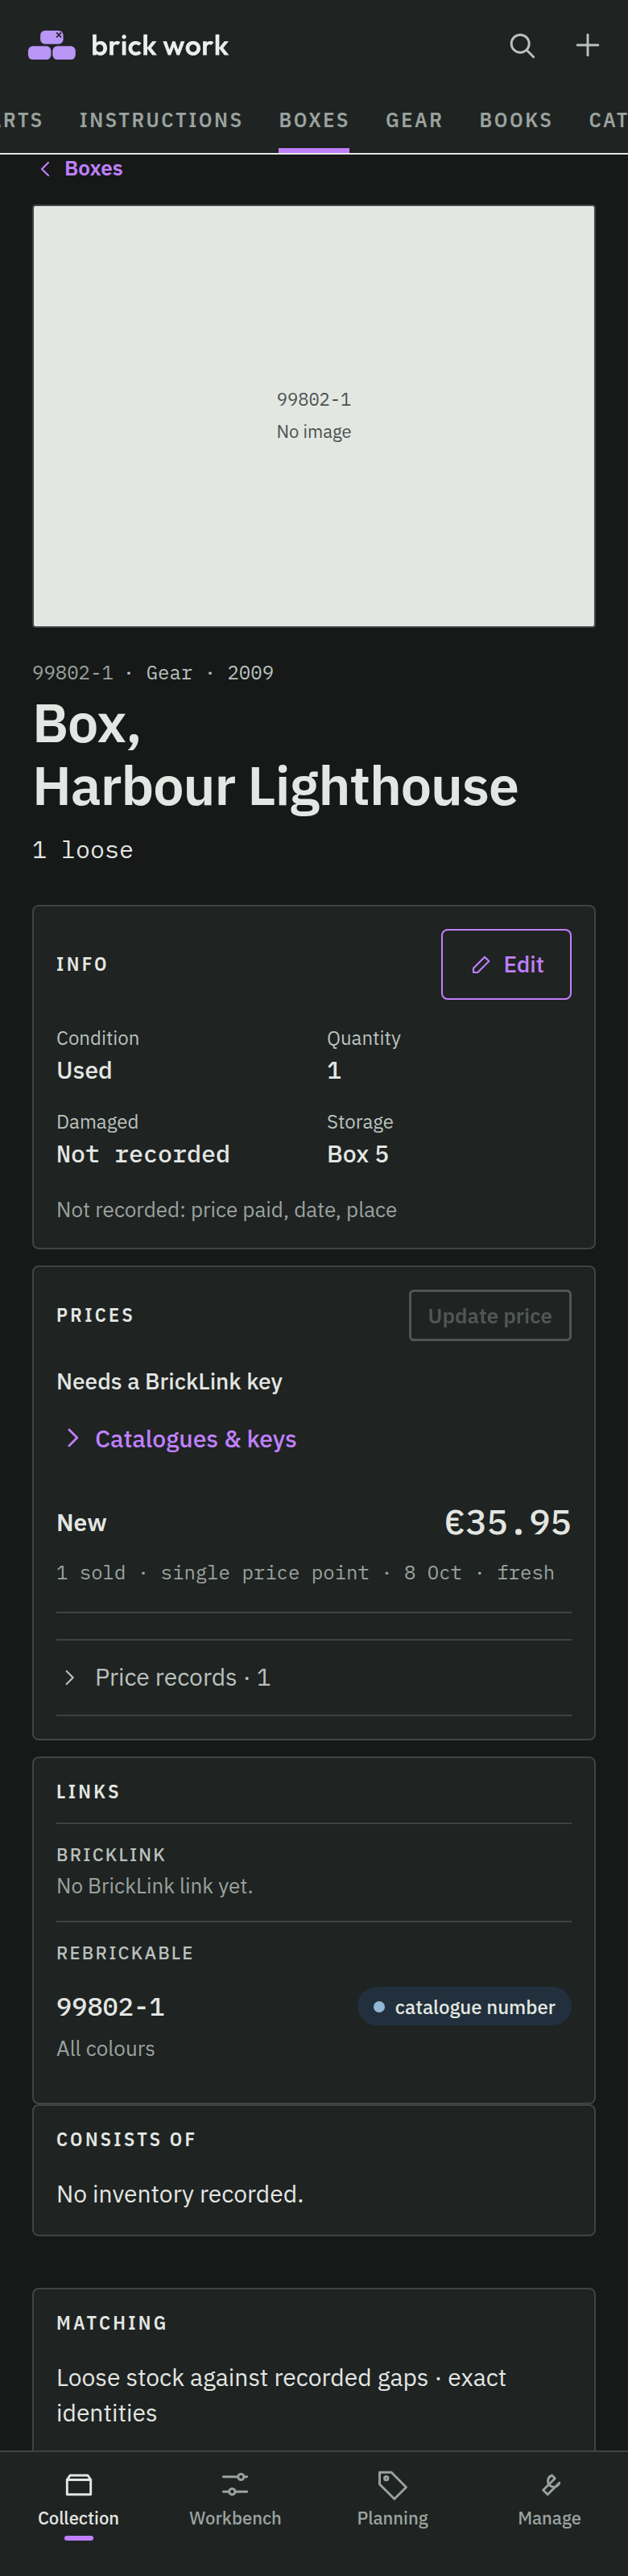 brick work
RTS INSTRUCTIONS BOXES GEAR BOOKS CAT
Boxes
99802-1
No image
99802-1 · Gear · 2009
Box,
Harbour Lighthouse
1 loose
INFO
Edit
Condition
Used
Quantity
1
Damaged
Not recorded
Storage
Box 5
Not recorded: price paid, date, place
PRICES
Update price
Needs a BrickLink key
Catalogues & keys
New
€35.95
1 sold · single price point · 8 Oct · fresh
Price records · 1
LINKS
BRICKLINK
No BrickLink link yet.
REBRICKABLE
99802-1
catalogue number
All colours
CONSISTS OF
No inventory recorded.
MATCHING
Loose stock against recorded gaps · exact
identities
Collection
Workbench
Planning
Manage